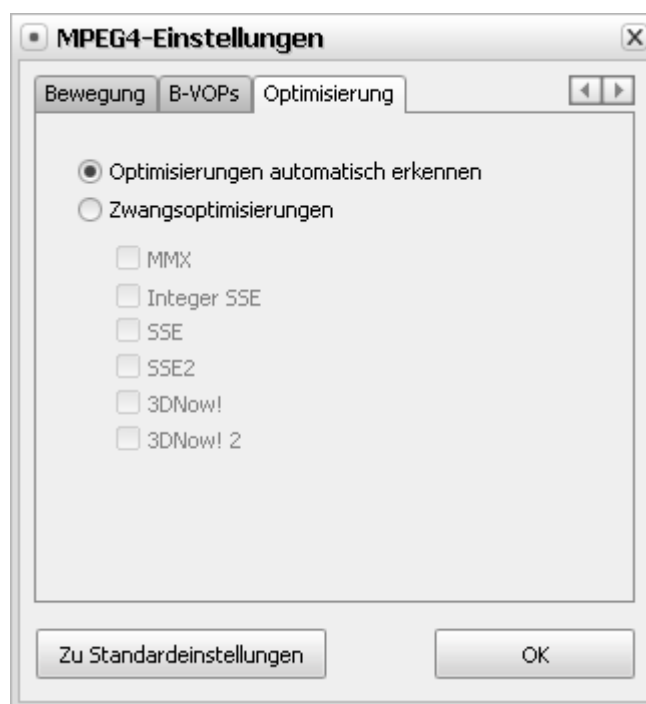 MPEG4-Einstellungen
Bewegung B-VOPs Optimisierung
Optimisierungen automatisch erkennen
Zwangsoptimisierungen
MMX
Integer SSE
SSE
SSE2
3DNow!
3DNow! 2
Zu Standardeinstellungen OK